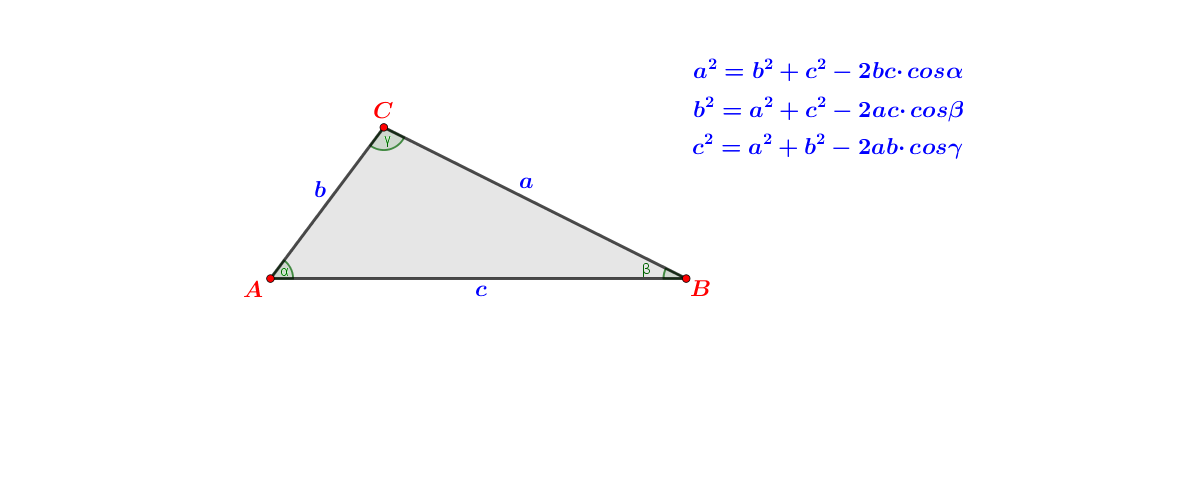 a² = b² + c² − 2bc· cosα
b² = a² + c² − 2ac· cosβ
c² = a² + b² − 2ab· cosγ
C
γ
b
a
α
β
A
c
B